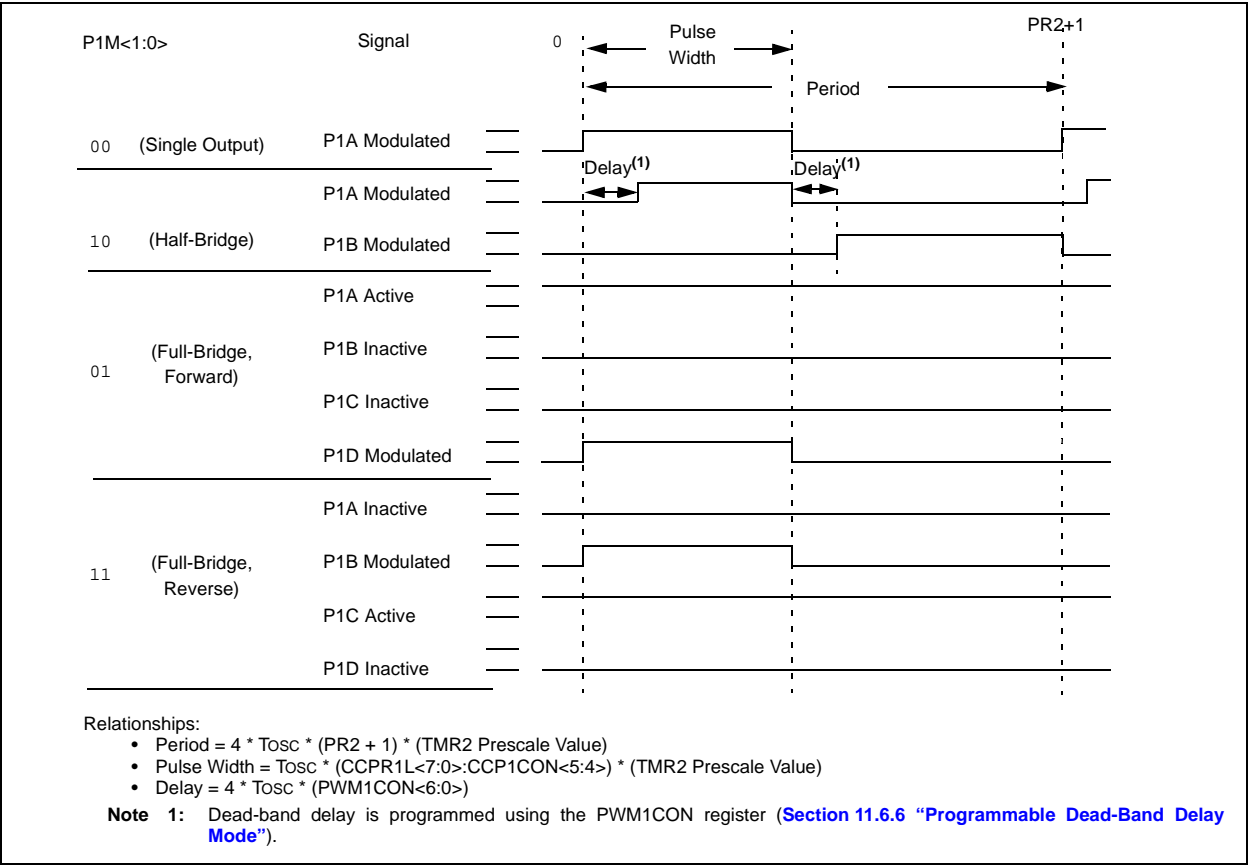 P1M<1:0> Signal 0 Pulse Width PR2+1
Period
00 (Single Output) P1A Modulated
Delay(1) Delay(1)
P1A Modulated
10 (Half-Bridge) P1B Modulated
P1A Active
01 (Full-Bridge, Forward) P1B Inactive
P1C Inactive
P1D Modulated
P1A Inactive
11 (Full-Bridge, Reverse) P1B Modulated
P1C Active
P1D Inactive
Relationships:
• Period = 4 * TOSC * (PR2 + 1) * (TMR2 Prescale Value)
• Pulse Width = TOSC * (CCPR1L<7:0>:CCP1CON<5:4>) * (TMR2 Prescale Value)
• Delay = 4 * TOSC * (PWM1CON<6:0>)
Note 1: Dead-band delay is programmed using the PWM1CON register (Section 11.6.6 “Programmable Dead-Band Delay
Mode”).